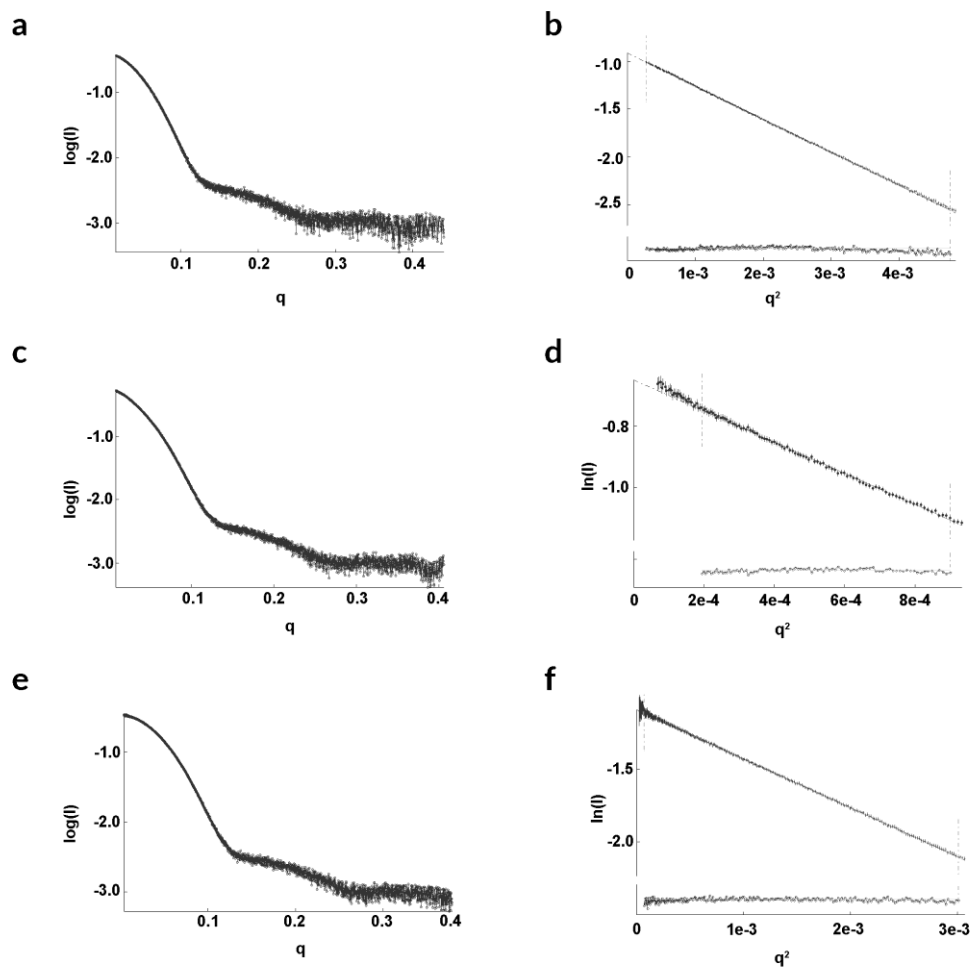 a
log(I)
-1.0
-2.0
-3.0
0.1 0.2 0.3 0.4
q
b
-1.0
-1.5
-2.0
-2.5
0 1e-3 2e-3 3e-3 4e-3
q²
c
log(I)
-1.0
-2.0
-3.0
0.1 0.2 0.3 0.4
q
d
ln(I)
-0.8
-1.0
0 2e-4 4e-4 6e-4 8e-4
q²
e
log(I)
-1.0
-2.0
-3.0
0.1 0.2 0.3 0.4
q
f
ln(I)
-1.5
-2.0
0 1e-3 2e-3 3e-3
q²